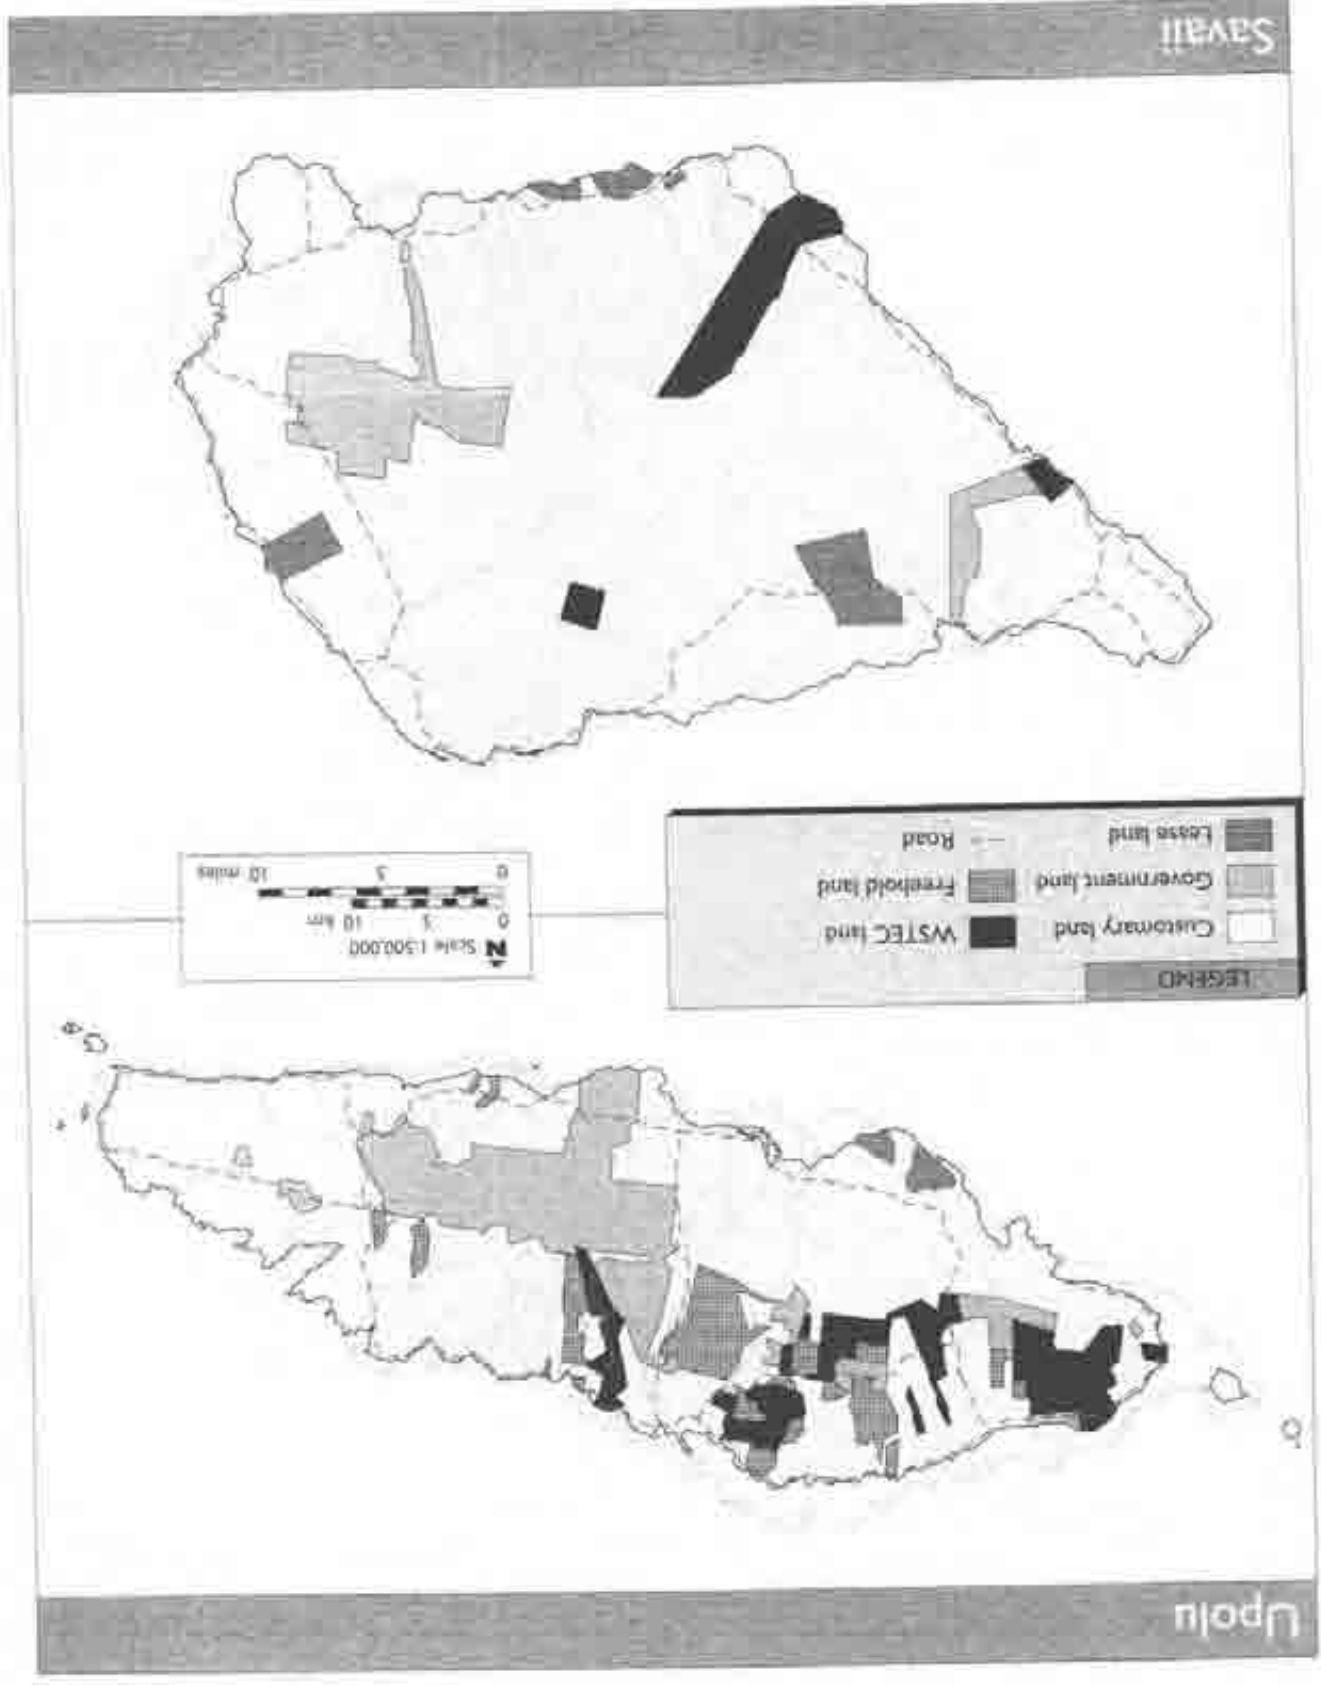 Upolu
LEGEND
Customary land
WSTEC land
Government land
Freehold land
Lease land
Road
N Scale 1:500,000
0 5 10 km
0 5 10 miles
Savaii